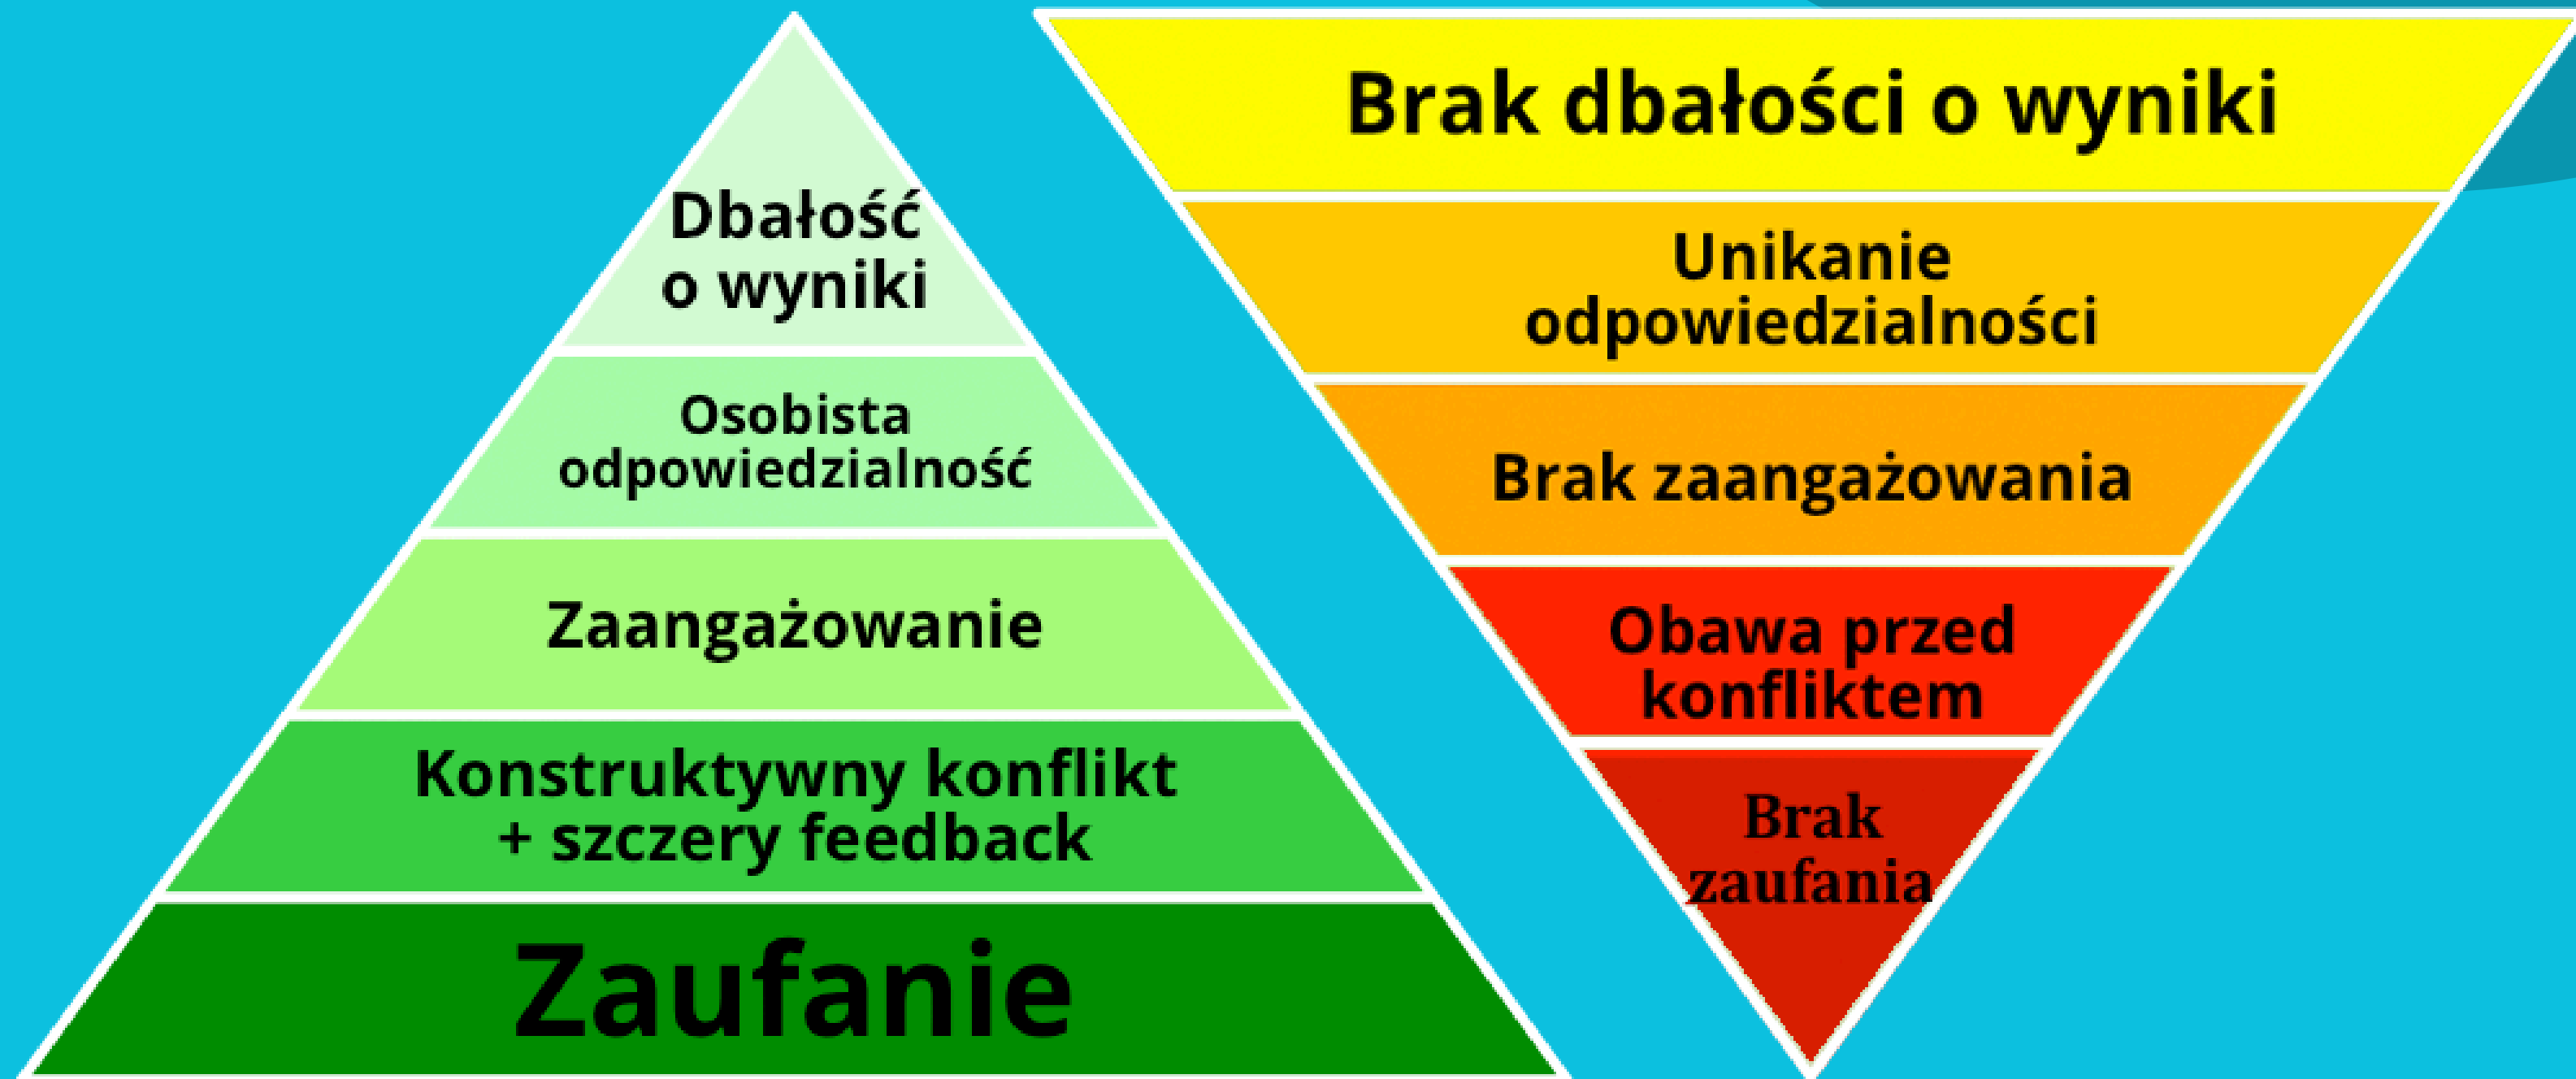 Dbałość
o wyniki
Osobista
odpowiedzialność
Zaangażowanie
Konstruktywny konflikt
+ szczery feedback
Zaufanie
Brak dbałości o wyniki
Unikanie
odpowiedzialności
Brak zaangażowania
Obawa przed
konfliktem
Brak
zaufania